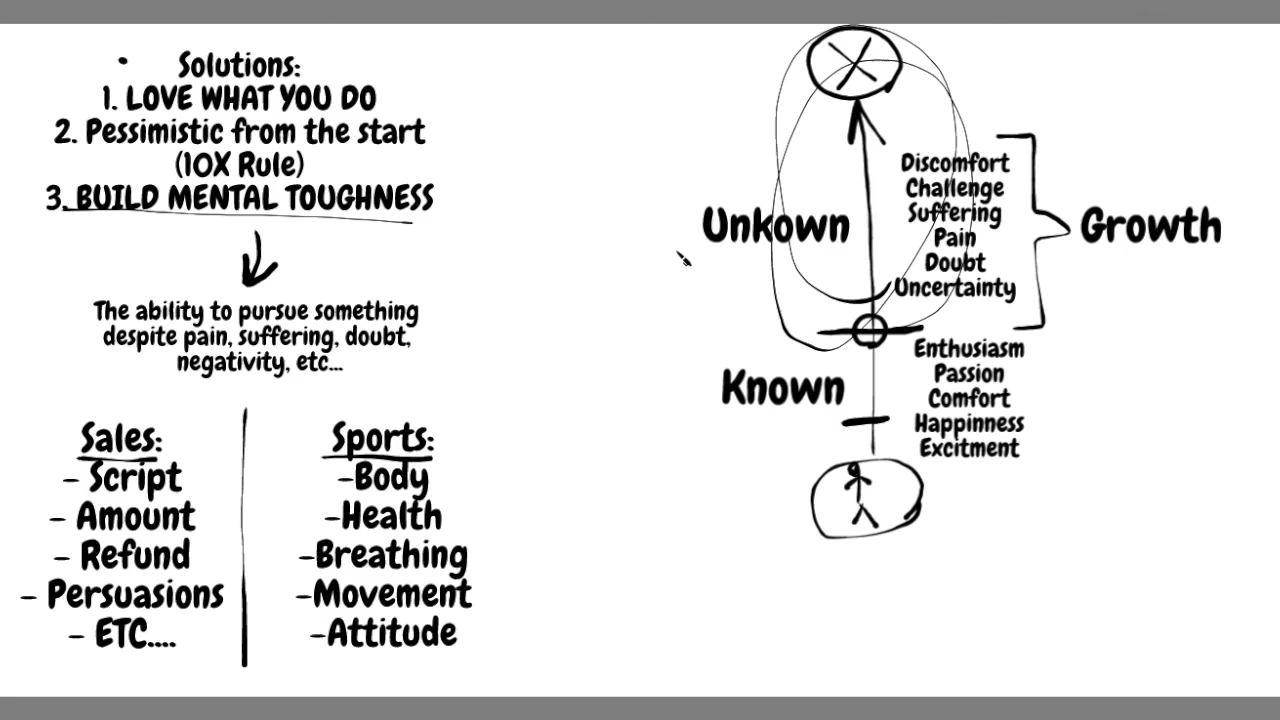 Solutions:
1. LOVE WHAT YOU DO
2. Pessimistic from the start
(10X Rule)
3. BUILD MENTAL TOUGHNESS
The ability to pursue something
despite pain, suffering, doubt,
negativity, etc...
Sales:
- Script
- Amount
- Refund
- Persuasions
- ETC....
Sports:
-Body
-Health
-Breathing
-Movement
-Attitude
Unkown
Discomfort
Challenge
Suffering
Pain
Doubt
Uncertainty
Growth
Known
Enthusiasm
Passion
Comfort
Happinness
Excitment